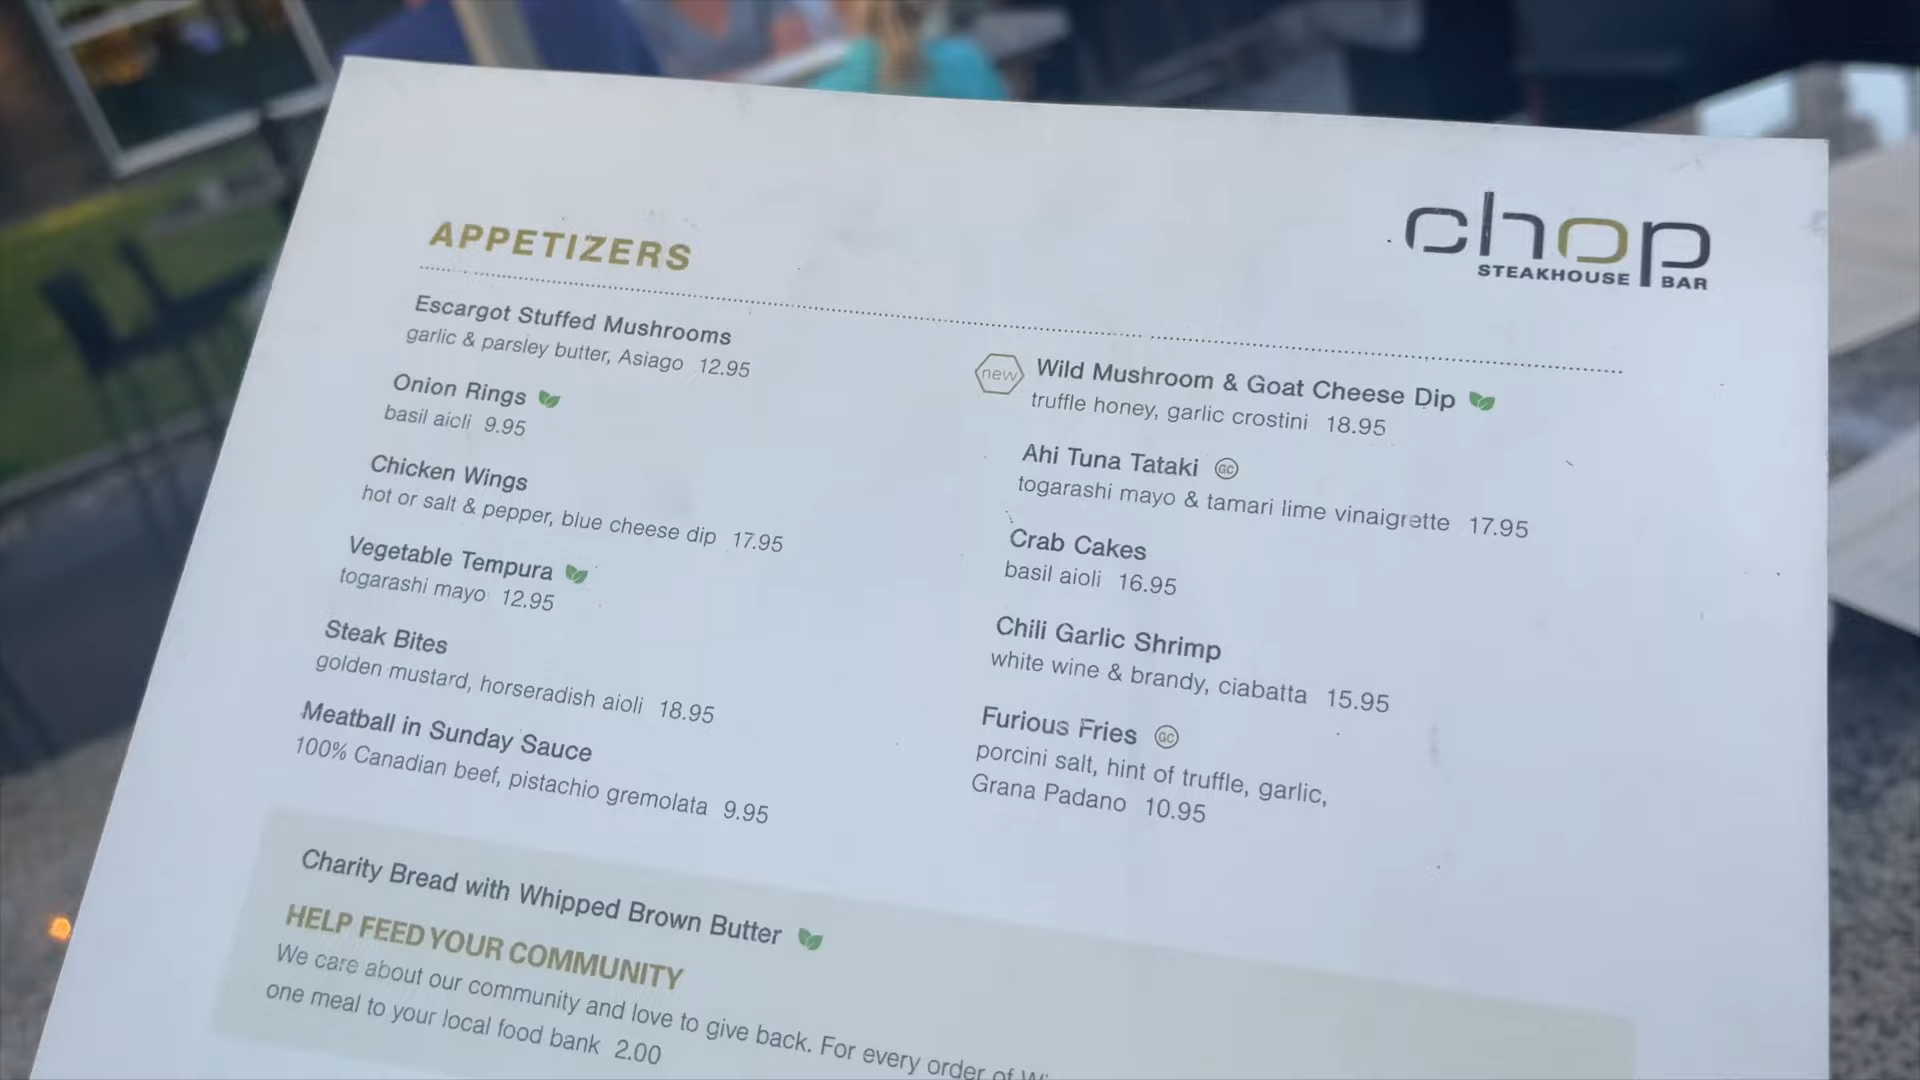 chop
STEAKHOUSE BAR
APPETIZERS
Escargot Stuffed Mushrooms
garlic & parsley butter, Asiago 12.95
Onion Rings
basil aioli 9.95
Chicken Wings
hot or salt & pepper, blue cheese dip 17.95
Vegetable Tempura
togarashi mayo 12.95
Steak Bites
golden mustard, horseradish aioli 18.95
Meatball in Sunday Sauce
100% Canadian beef, pistachio gremolata 9.95
new
Wild Mushroom & Goat Cheese Dip
truffle honey, garlic crostini 18.95
Ahi Tuna Tataki GC
togarashi mayo & tamari lime vinaigrette 17.95
Crab Cakes
basil aioli 16.95
Chili Garlic Shrimp
white wine & brandy, ciabatta 15.95
Furious Fries GC
porcini salt, hint of truffle, garlic,
Grana Padano 10.95
Charity Bread with Whipped Brown Butter
HELP FEED YOUR COMMUNITY
We care about our community and love to give back. For every order of
one meal to your local food bank 2.00